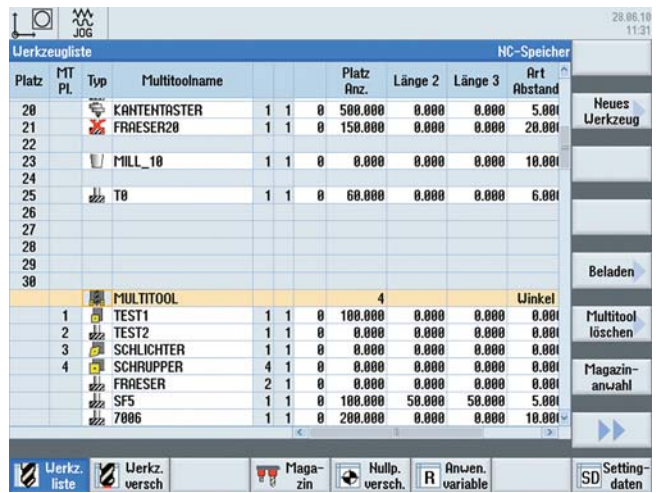 28.06.10
11:31
JOG
Werkzeugliste NC-Speicher
Platz MT Pl. Typ Multitoolname Platz Anz. Länge 2 Länge 3 Art Abstand
20 KANTENTASTER 1 1 0 500.000 0.000 0.000 5.00
21 FRAESER20 1 1 0 150.000 0.000 0.000 20.00
22
23 MILL_10 1 1 0 0.000 0.000 0.000 10.00
24
25 T0 1 1 0 60.000 0.000 0.000 6.00
26
27
28
29
30
MULTITOOL 4 Winkel
1 TEST1 1 1 0 100.000 0.000 0.000 0.00
2 TEST2 1 1 0 0.000 0.000 0.000 0.00
3 SCHLICHTER 1 1 0 0.000 0.000 0.000 0.00
4 SCHRUPPER 4 1 0 0.000 0.000 0.000 0.00
FRAESER 2 1 0 0.000 0.000 0.000 0.00
SF5 1 1 0 100.000 50.000 50.000 5.00
7006 1 1 0 200.000 0.000 0.000 10.00
Neues
Werkzeug
Beladen
Multitool
löschen
Magazin-
anwahl
Werkz.
liste
Werkz.
versch
Maga-
zin
Nullp.
versch.
R Anwen.
variable
SD Setting-
daten